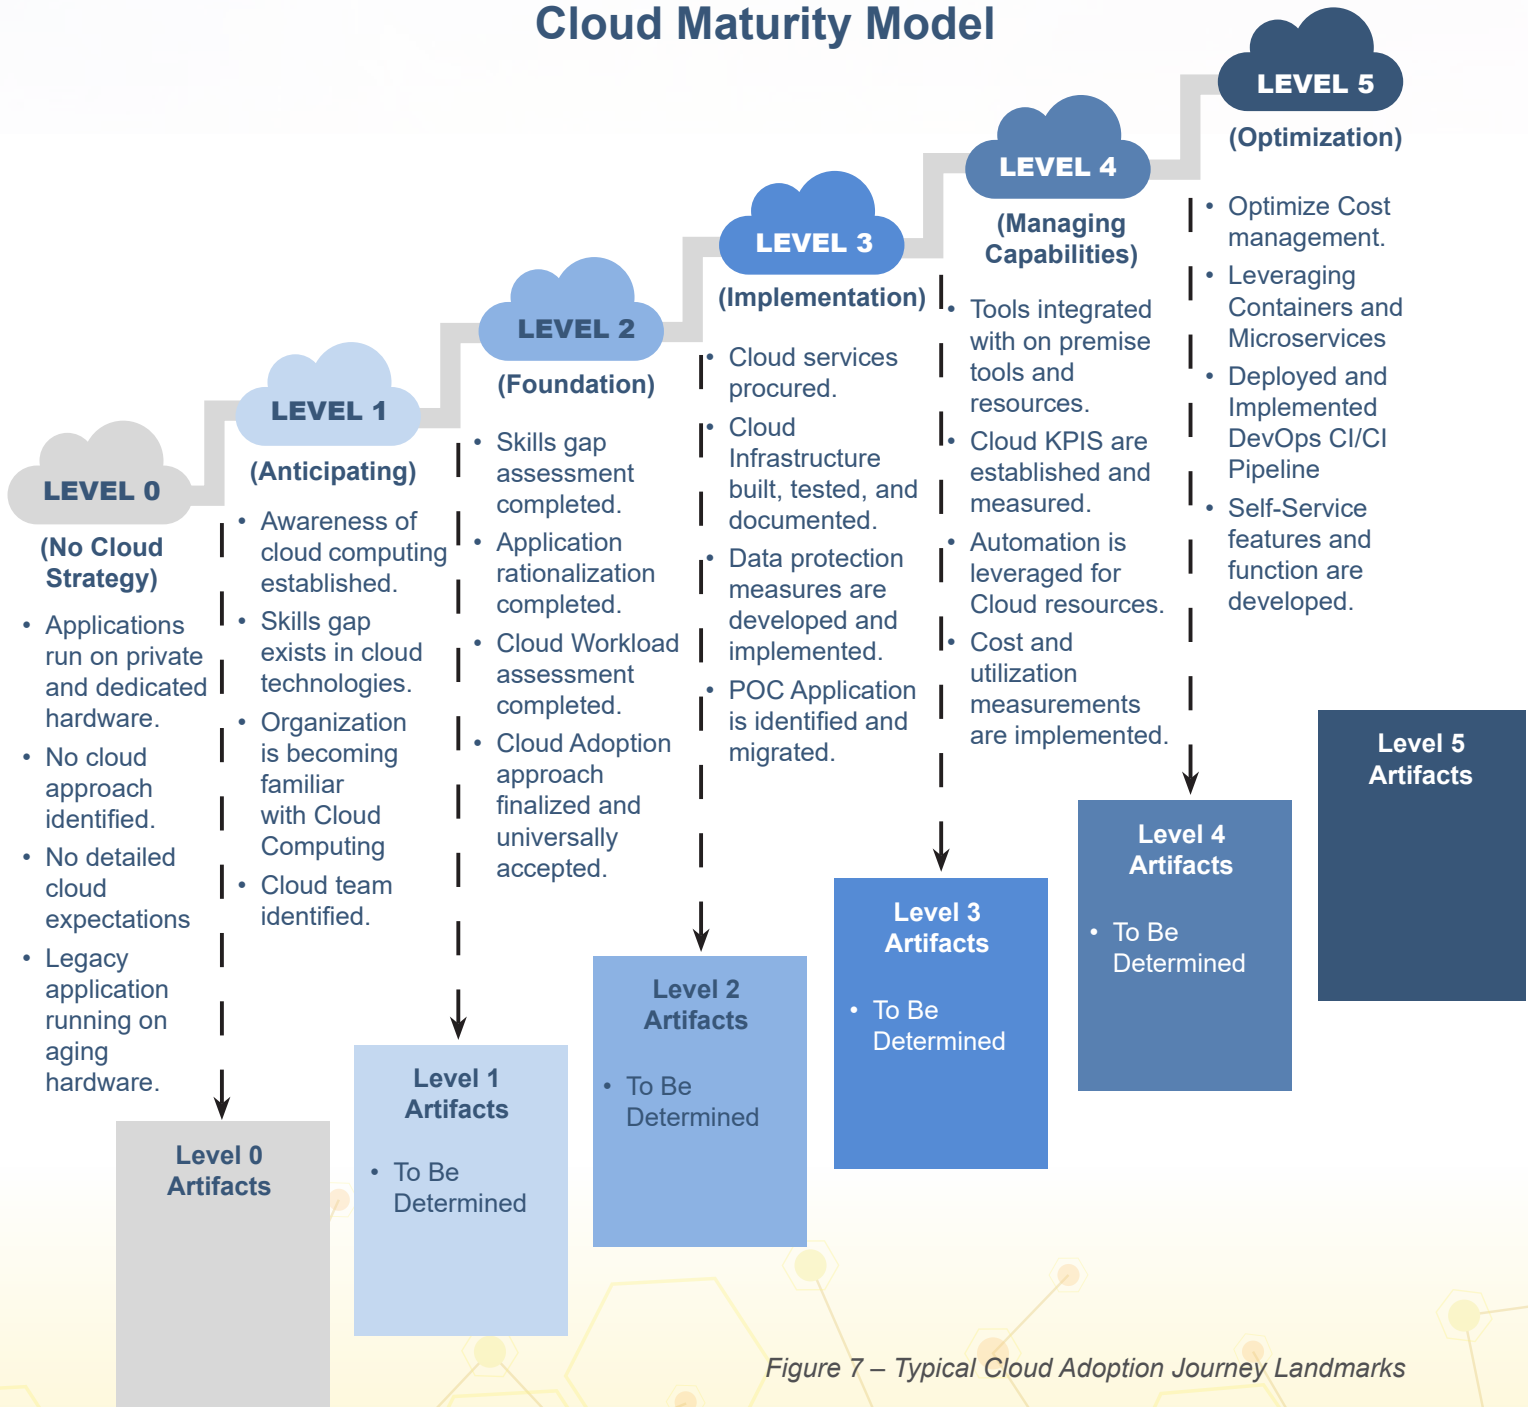 Cloud Maturity Model
LEVEL 0
(No Cloud
Strategy)
• Applications
run on private
and dedicated
hardware.
• No cloud
approach
identified.
• No detailed
cloud
expectations
• Legacy
application
running on
aging
hardware.
Level 0
Artifacts
LEVEL 1
(Anticipating)
• Awareness of
cloud computing
established.
• Skills gap
exists in cloud
technologies.
• Organization
is becoming
familiar
with Cloud
Computing
• Cloud team
identified.
Level 1
Artifacts
• To Be
Determined
LEVEL 2
(Foundation)
• Skills gap
assessment
completed.
• Application
rationalization
completed.
• Cloud Workload
assessment
completed.
• Cloud Adoption
approach
finalized and
universally
accepted.
Level 2
Artifacts
• To Be
Determined
LEVEL 3
(Implementation)
• Cloud services
procured.
• Cloud
Infrastructure
built, tested, and
documented.
• Data protection
measures are
developed and
implemented.
• POC Application
is identified and
migrated.
Level 3
Artifacts
• To Be
Determined
LEVEL 4
(Managing
Capabilities)
• Tools integrated
with on premise
tools and
resources.
• Cloud KPIS are
established and
measured.
• Automation is
leveraged for
Cloud resources.
• Cost and
utilization
measurements
are implemented.
Level 4
Artifacts
• To Be
Determined
LEVEL 5
(Optimization)
• Optimize Cost
management.
• Leveraging
Containers and
Microservices
• Deployed and
Implemented
DevOps CI/CI
Pipeline
• Self-Service
features and
function are
developed.
Level 5
Artifacts
Figure 7 – Typical Cloud Adoption Journey Landmarks